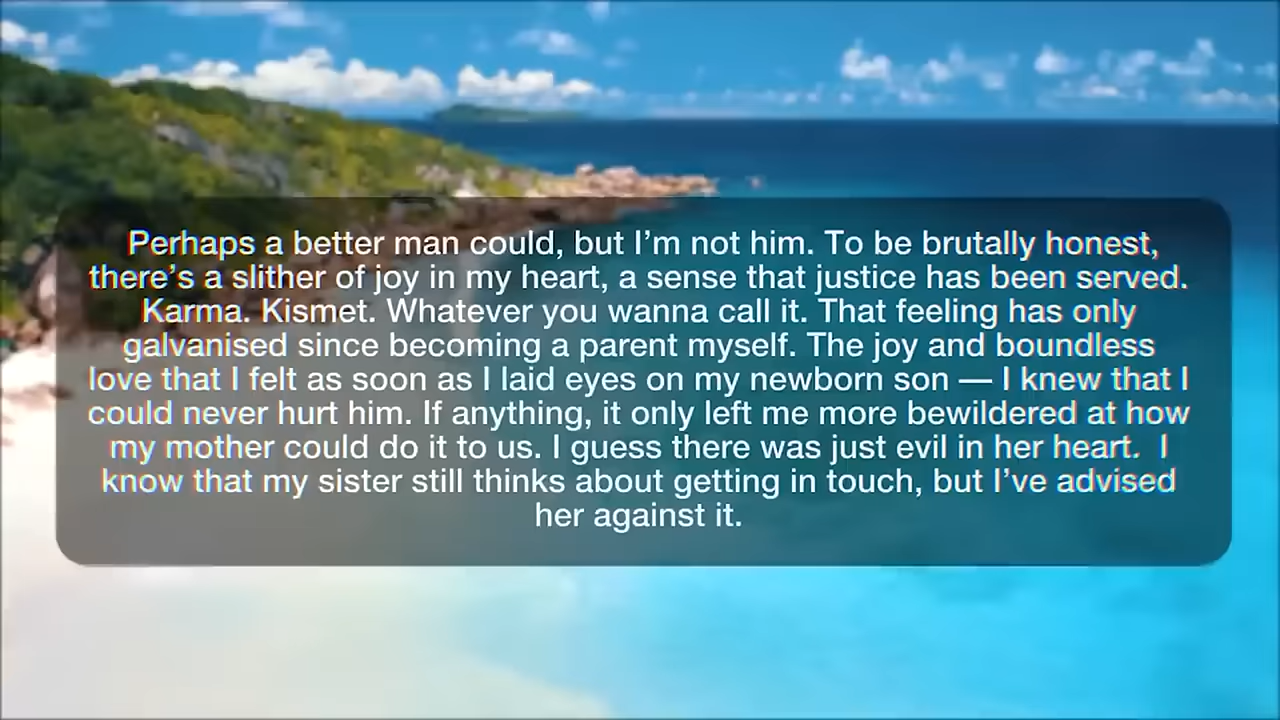 Perhaps a better man could, but I’m not him. To be brutally honest,
there’s a slither of joy in my heart, a sense that justice has been served.
Karma. Kismet. Whatever you wanna call it. That feeling has only
galvanised since becoming a parent myself. The joy and boundless
love that I felt as soon as I laid eyes on my newborn son — I knew that I
could never hurt him. If anything, it only left me more bewildered at how
my mother could do it to us. I guess there was just evil in her heart.  I
know that my sister still thinks about getting in touch, but I’ve advised
her against it.